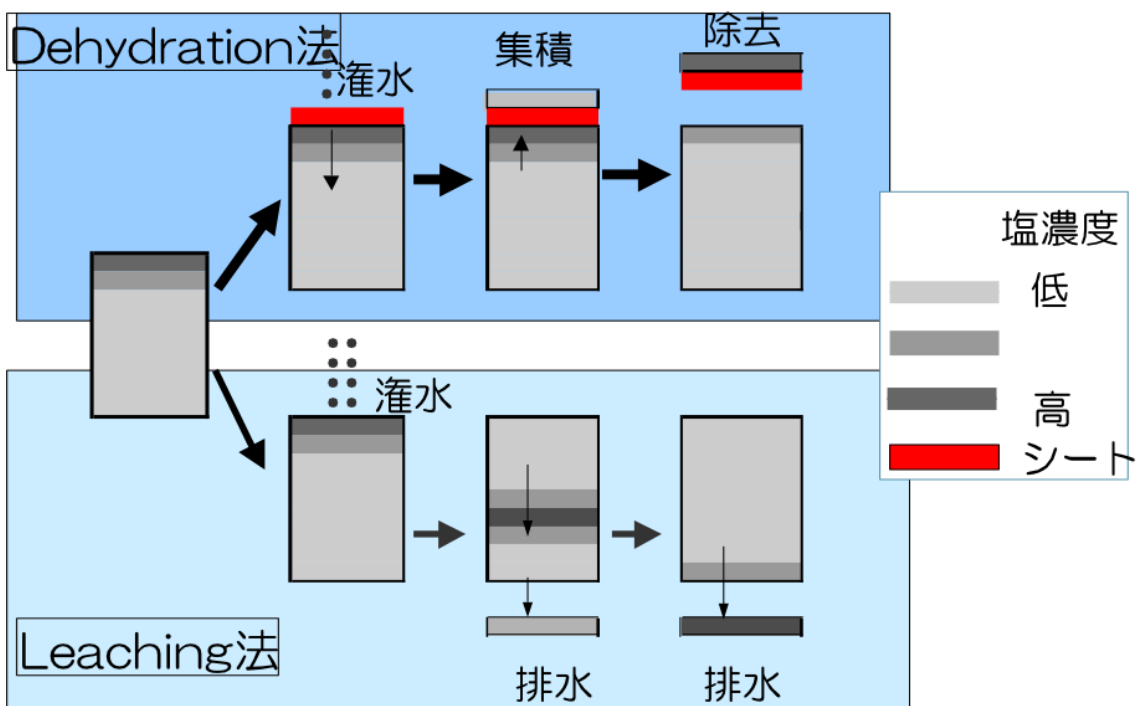 Dehydration法
潅水
集積
除去
塩濃度
低
高
シート
潅水
Leaching法
排水
排水